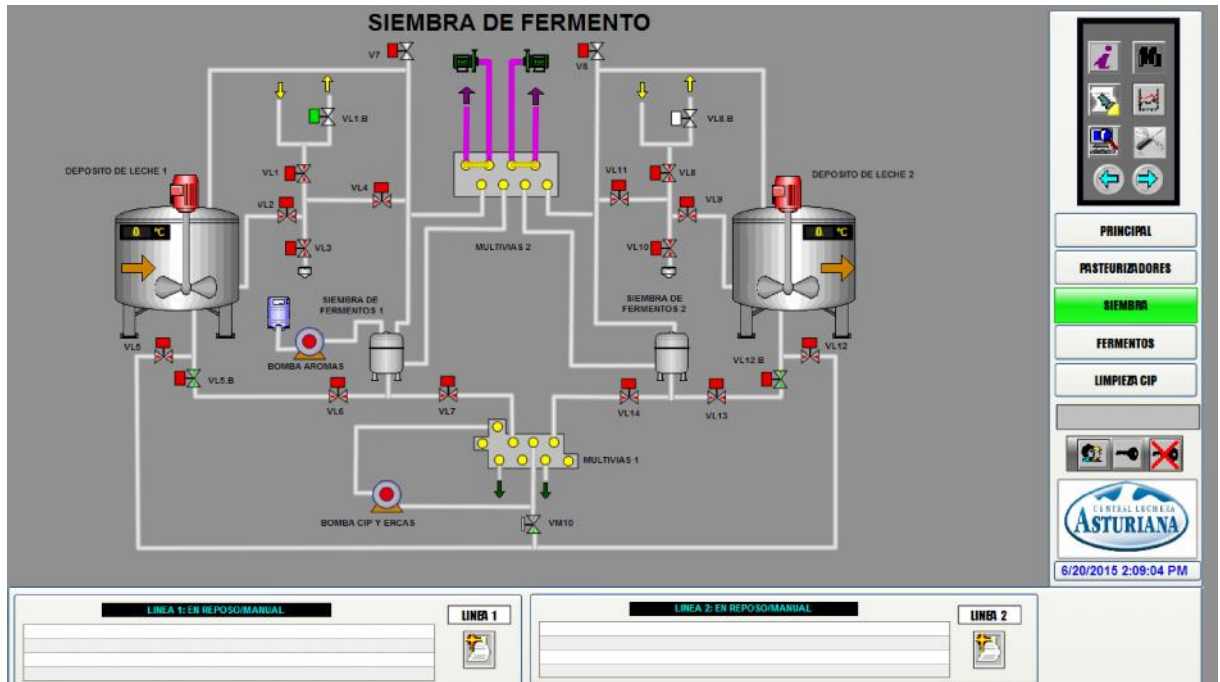 SIEMBRA DE FERMENTO
V7
V8
VL1.B
VL8.B
DEPOSITO DE LECHE 1
VL1
VL4
VL2
VL3
VL11
VL8
VL9
VL10
DEPOSITO DE LECHE 2
MULTIVIAS 2
0 °C
0 °C
SIEMBRA DE
FERMENTOS 1
SIEMBRA DE
FERMENTOS 2
BOMBA AROMAS
VL5
VL5.B
VL6
VL7
VL14
VL13
VL12.B
VL12
MULTIVIAS 1
BOMBA CIP Y ERCAS
VM10
PRINCIPAL
PASTEURIZADORES
SIEMBRA
FERMENTOS
LIMPIEZA CIP
CENTRAL LECHERA
ASTURIANA
6/20/2015 2:09:04 PM
LINEA 1: EN REPOSO/MANUAL
LINEA 1
LINEA 2: EN REPOSO/MANUAL
LINEA 2